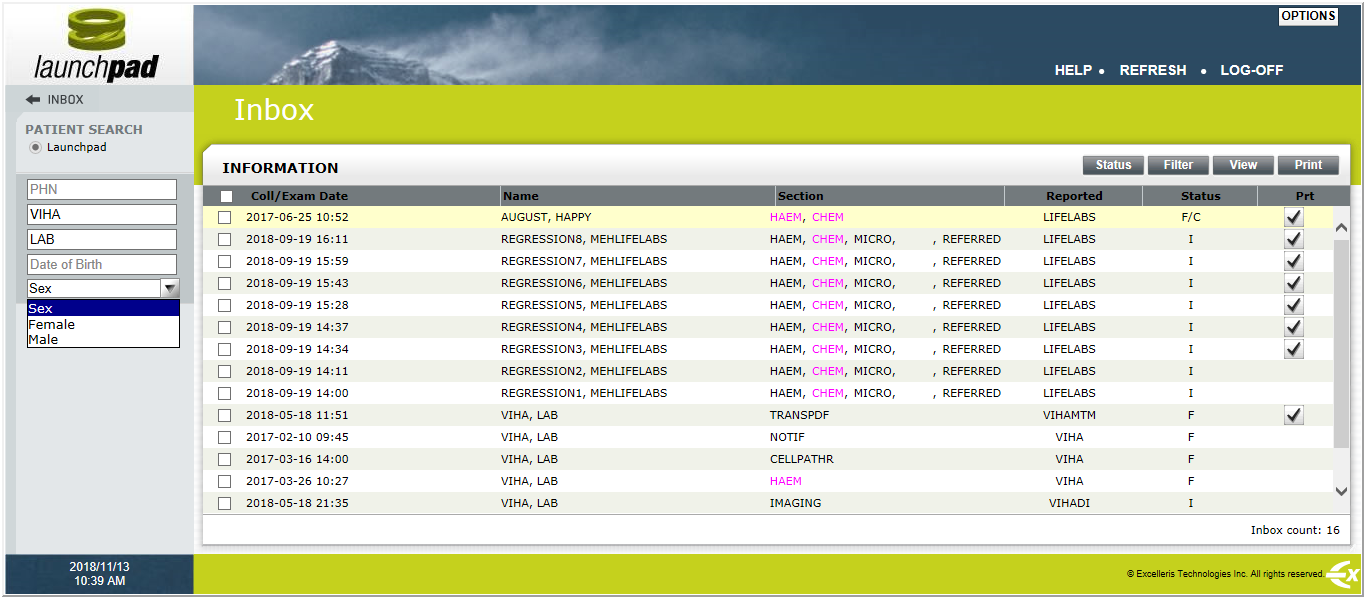 OPTIONS
launchpad
HELP • REFRESH • LOG-OFF
INBOX
Inbox
PATIENT SEARCH
Launchpad
PHN
VIHA
LAB
Date of Birth
Sex
Sex
Female
Male
INFORMATION
Status Filter View Print
Coll/Exam Date Name Section Reported Status Prt
2017-06-25 10:52 AUGUST, HAPPY HAEM, CHEM LIFELABS F/C
2018-09-19 16:11 REGRESSION8, MEHLIFELABS HAEM, CHEM, MICRO, , REFERRED LIFELABS I
2018-09-19 15:59 REGRESSION7, MEHLIFELABS HAEM, CHEM, MICRO, , REFERRED LIFELABS I
2018-09-19 15:43 REGRESSION6, MEHLIFELABS HAEM, CHEM, MICRO, , REFERRED LIFELABS I
2018-09-19 15:28 REGRESSION5, MEHLIFELABS HAEM, CHEM, MICRO, , REFERRED LIFELABS I
2018-09-19 14:37 REGRESSION4, MEHLIFELABS HAEM, CHEM, MICRO, , REFERRED LIFELABS I
2018-09-19 14:34 REGRESSION3, MEHLIFELABS HAEM, CHEM, MICRO, , REFERRED LIFELABS I
2018-09-19 14:11 REGRESSION2, MEHLIFELABS HAEM, CHEM, MICRO, , REFERRED LIFELABS I
2018-09-19 14:00 REGRESSION1, MEHLIFELABS HAEM, CHEM, MICRO, , REFERRED LIFELABS I
2018-05-18 11:51 VIHA, LAB TRANSPDF VIHAMTM F
2017-02-10 09:45 VIHA, LAB NOTIF VIHA F
2017-03-16 14:00 VIHA, LAB CELLPATHR VIHA F
2017-03-26 10:27 VIHA, LAB HAEM VIHA F
2018-05-18 21:35 VIHA, LAB IMAGING VIHADI I
Inbox count: 16
2018/11/13
10:39 AM
© Excelleris Technologies Inc. All rights reserved.